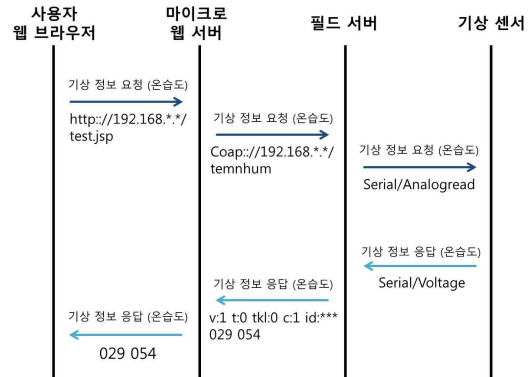 사용자
웹 브라우저
마이크로
웹 서버
필드 서버
기상 센서
기상 정보 요청 (온습도)
http:://192.168.*.*/
test.jsp
기상 정보 요청 (온습도)
Coap:://192.168.*.*/
temnhum
기상 정보 요청 (온습도)
Serial/Analogread
기상 정보 응답 (온습도)
Serial/Voltage
기상 정보 응답 (온습도)
v:1 t:0 tkl:0 c:1 id:***
029 054
기상 정보 응답 (온습도)
029 054